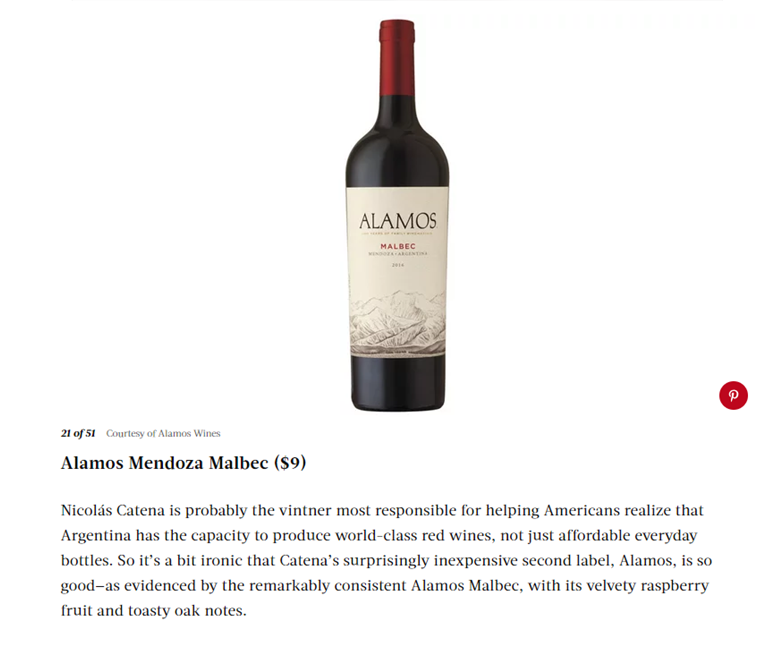 ALAMOS
MALBEC
MENDOZA • ARGENTINA
21 of 51 Courtesy of Alamos Wines
Alamos Mendoza Malbec ($9)
Nicolás Catena is probably the vintner most responsible for helping Americans realize that
Argentina has the capacity to produce world-class red wines, not just affordable everyday
bottles. So it’s a bit ironic that Catena’s surprisingly inexpensive second label, Alamos, is so
good—as evidenced by the remarkably consistent Alamos Malbec, with its velvety raspberry
fruit and toasty oak notes.